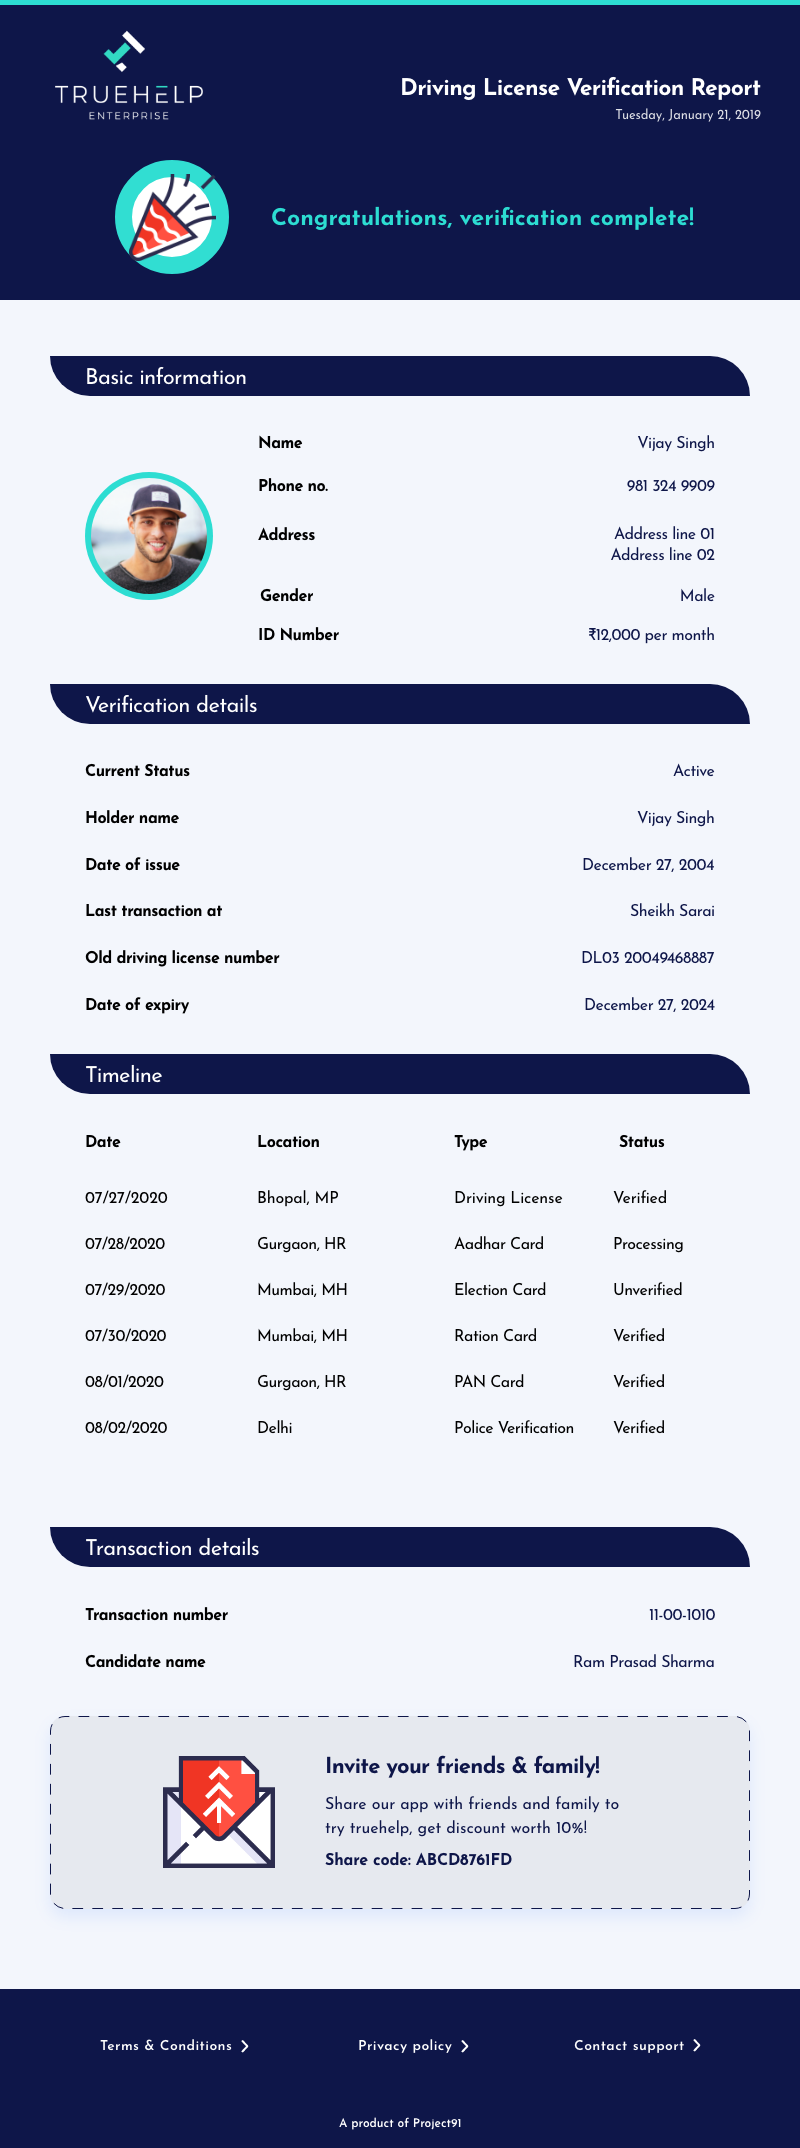 TRUEHELP
ENTERPRISE
Driving License Verification Report
Tuesday, January 21, 2019
Congratulations, verification complete!
Basic information
Name Vijay Singh
Phone no. 981 324 9909
Address Address line 01
Address line 02
Gender Male
ID Number ₹12,000 per month
Verification details
Current Status Active
Holder name Vijay Singh
Date of issue December 27, 2004
Last transaction at Sheikh Sarai
Old driving license number DL03 20049468887
Date of expiry December 27, 2024
Timeline
Date Location Type Status
07/27/2020 Bhopal, MP Driving License Verified
07/28/2020 Gurgaon, HR Aadhar Card Processing
07/29/2020 Mumbai, MH Election Card Unverified
07/30/2020 Mumbai, MH Ration Card Verified
08/01/2020 Gurgaon, HR PAN Card Verified
08/02/2020 Delhi Police Verification Verified
Transaction details
Transaction number 11-00-1010
Candidate name Ram Prasad Sharma
Invite your friends & family!
Share our app with friends and family to
try truehelp, get discount worth 10%!
Share code: ABCD8761FD
Terms & Conditions Privacy policy Contact support
A product of Project91